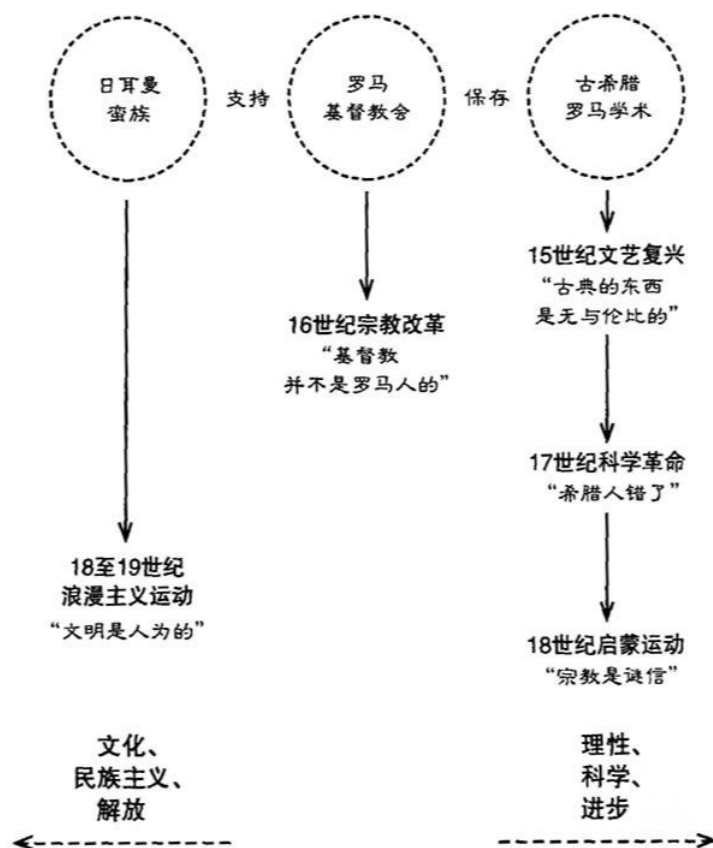 日耳曼
蛮族
支持
罗马
基督教会
保存
古希腊
罗马学术
15世纪文艺复兴
“古典的东西
是无与伦比的”
16世纪宗教改革
“基督教
并不是罗马人的”
17世纪科学革命
“希腊人错了”
18至19世纪
浪漫主义运动
“文明是人为的”
18世纪启蒙运动
“宗教是谜信”
文化、
民族主义、
解放
理性、
科学、
进步